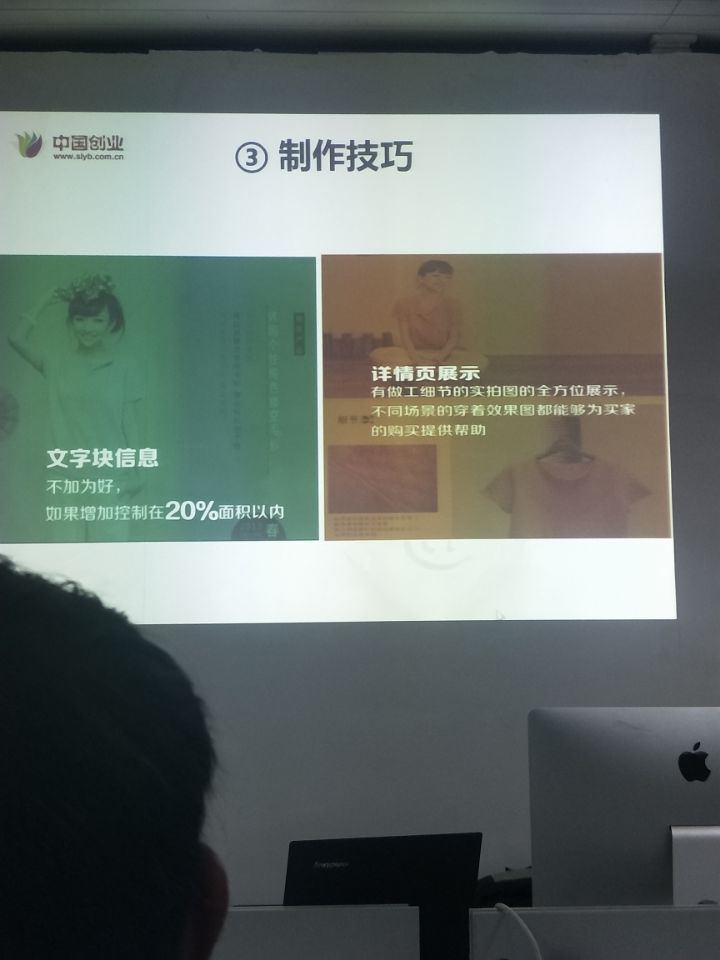 中国创业
www.siyb.com.cn
③ 制作技巧
文字块信息
不加为好，
如果增加控制在20%面积以内
详情页展示
有做工细节的实拍图的全方位展示，
不同场景的穿着效果图都能够为买家
的购买提供帮助
春
lenovo